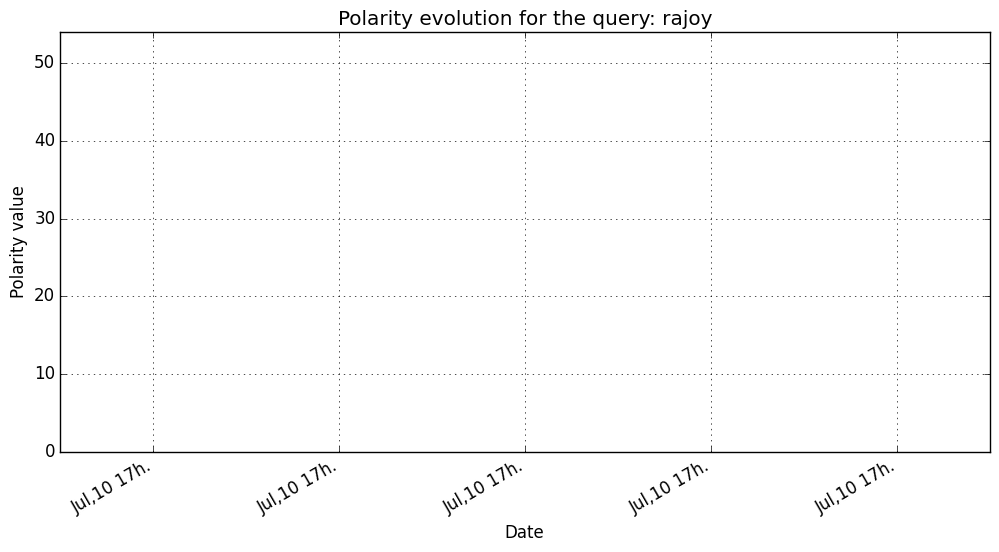 Polarity evolution for the query: rajoy
Polarity value
50
40
30
20
10
0
Jul,10 17h.
Jul,10 17h.
Jul,10 17h.
Jul,10 17h.
Jul,10 17h.
Date